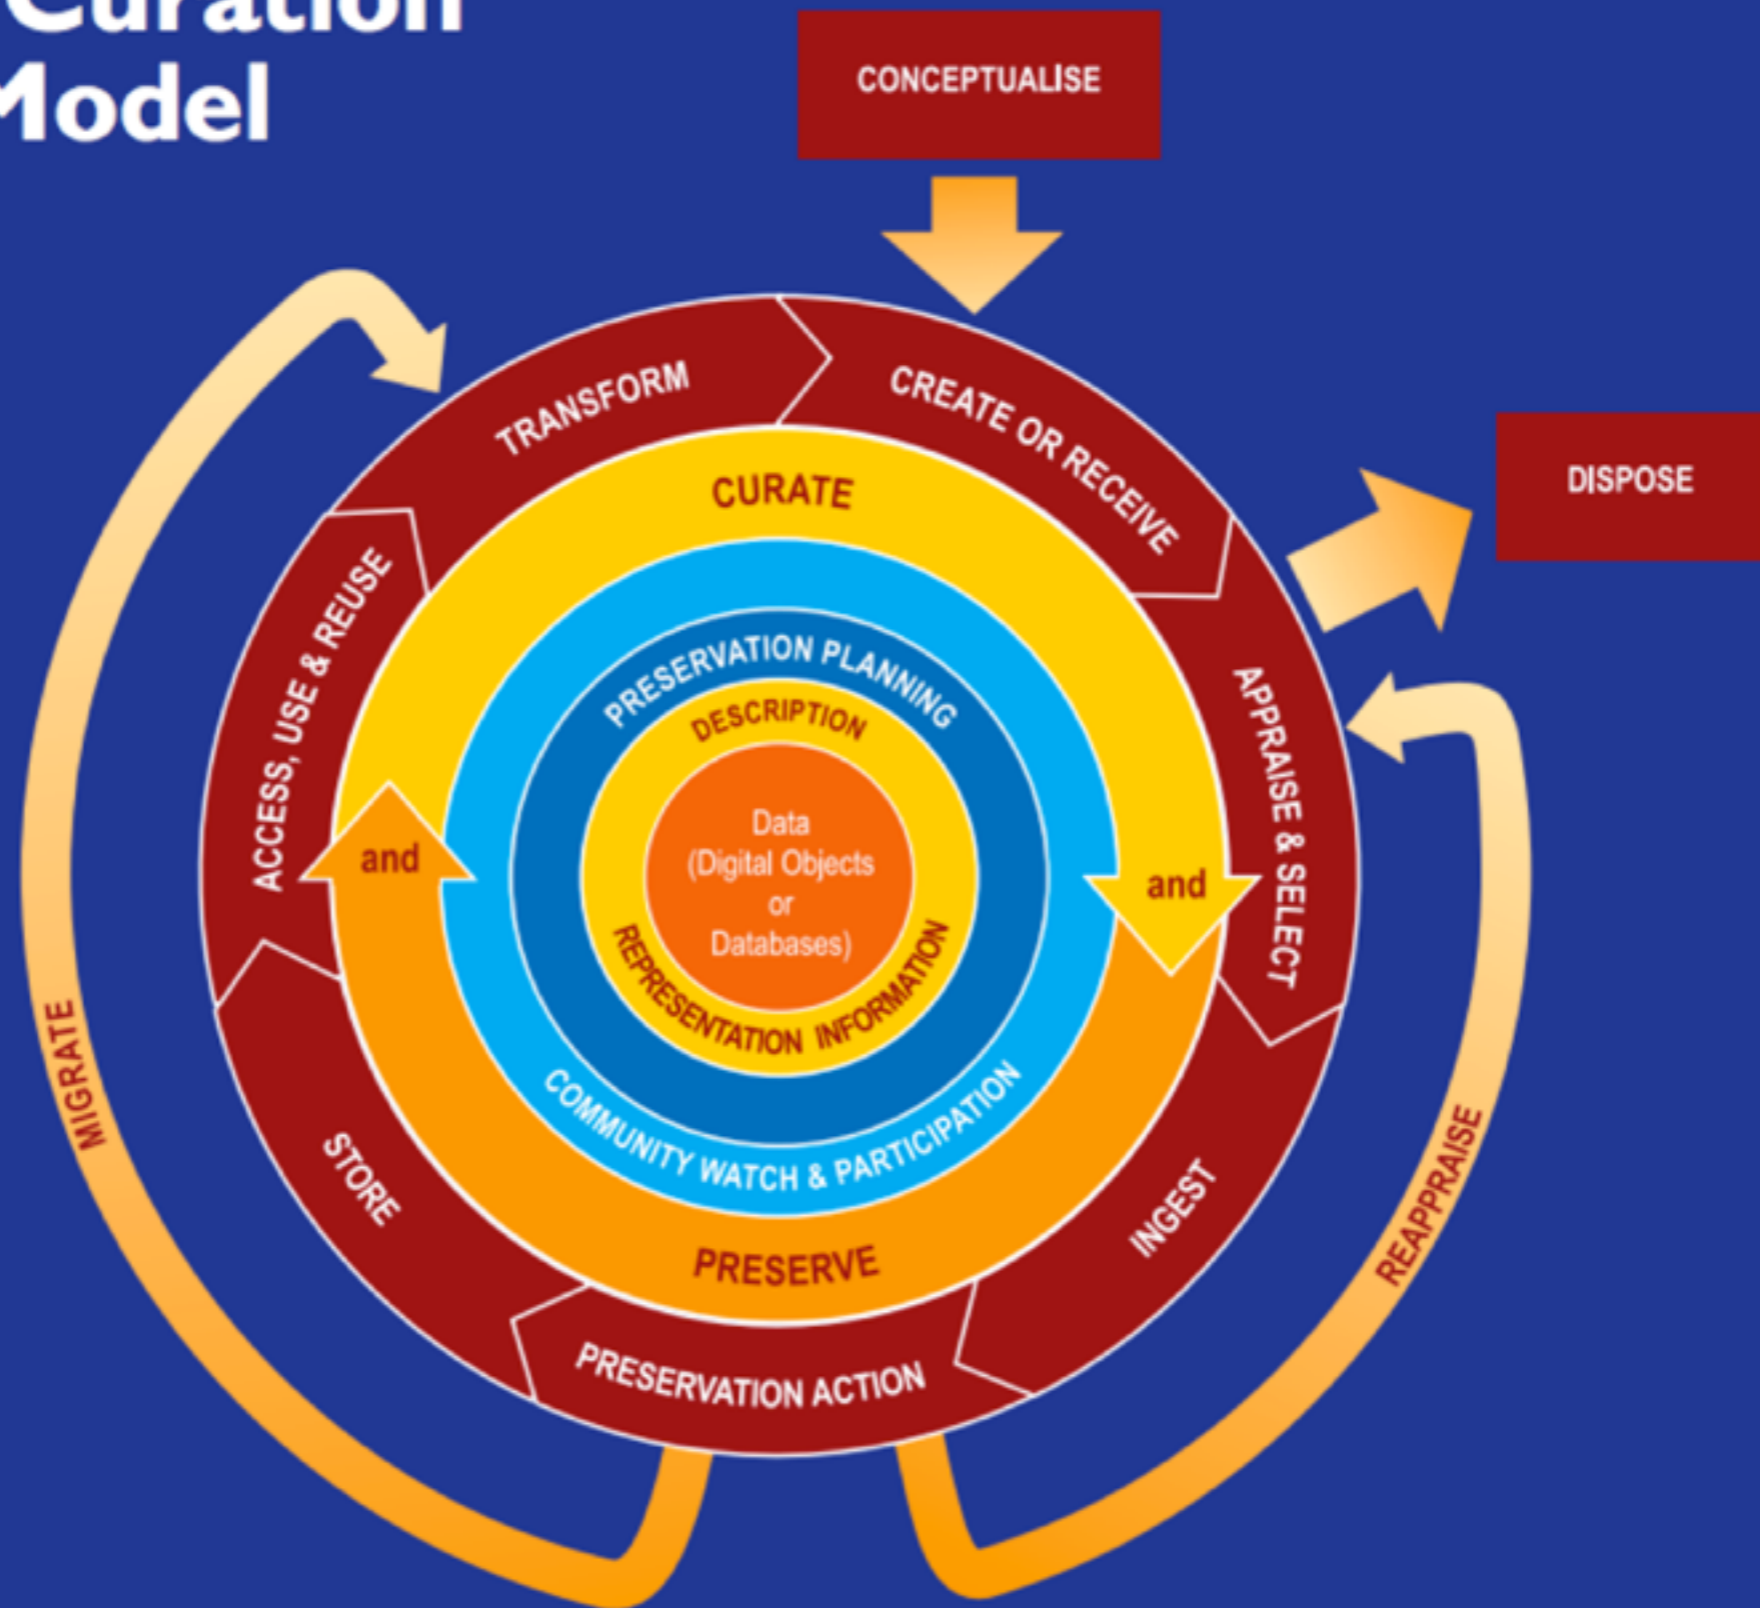 Curation
Model
CONCEPTUALISE
DISPOSE
TRANSFORM
CREATE OR RECEIVE
APPRAISE & SELECT
INGEST
PRESERVATION ACTION
STORE
ACCESS, USE & REUSE
CURATE
and
PRESERVE
and
COMMUNITY WATCH & PARTICIPATION
PRESERVATION PLANNING
DESCRIPTION
REPRESENTATION INFORMATION
Data
(Digital Objects
or
Databases)
MIGRATE
REAPPRAISE